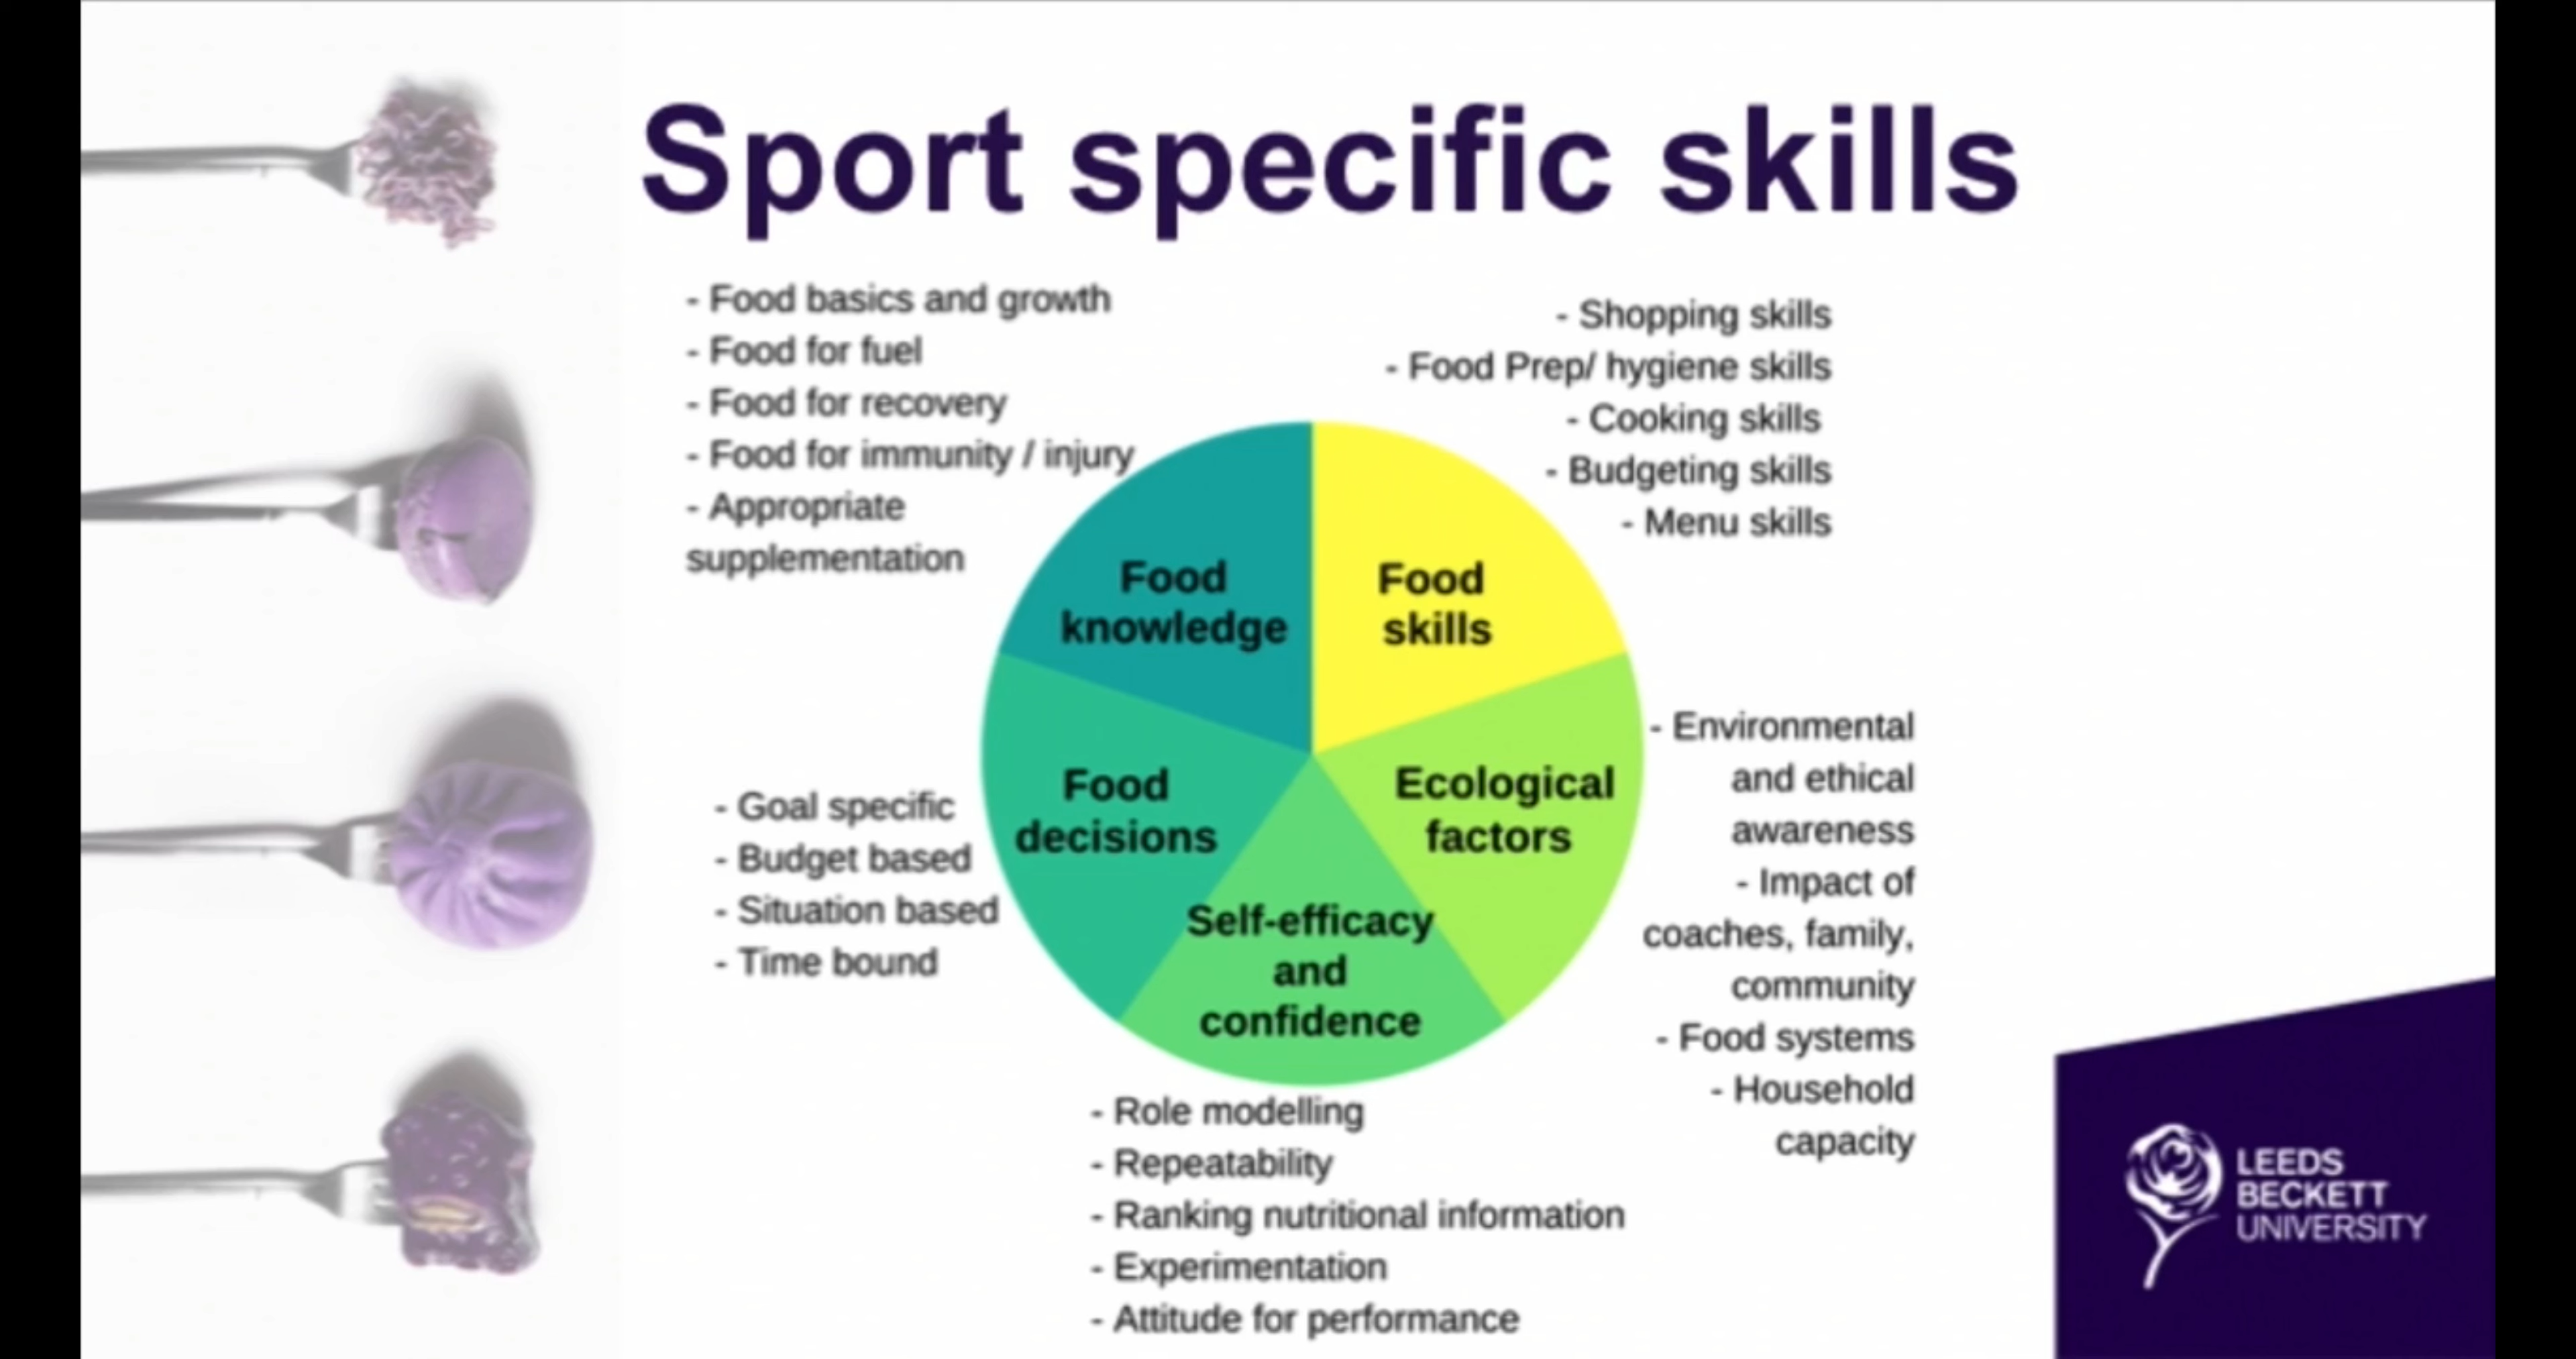 Sport specific skills
- Food basics and growth
- Food for fuel
- Food for recovery
- Food for immunity / injury
- Appropriate
supplementation
- Shopping skills
- Food Prep/ hygiene skills
- Cooking skills
- Budgeting skills
- Menu skills
Food
knowledge
Food
skills
Food
decisions
Ecological
factors
Self-efficacy
and
confidence
- Goal specific
- Budget based
- Situation based
- Time bound
- Environmental
and ethical
awareness
- Impact of
coaches, family,
community
- Food systems
- Household
capacity
- Role modelling
- Repeatability
- Ranking nutritional information
- Experimentation
- Attitude for performance
LEEDS
BECKETT
UNIVERSITY